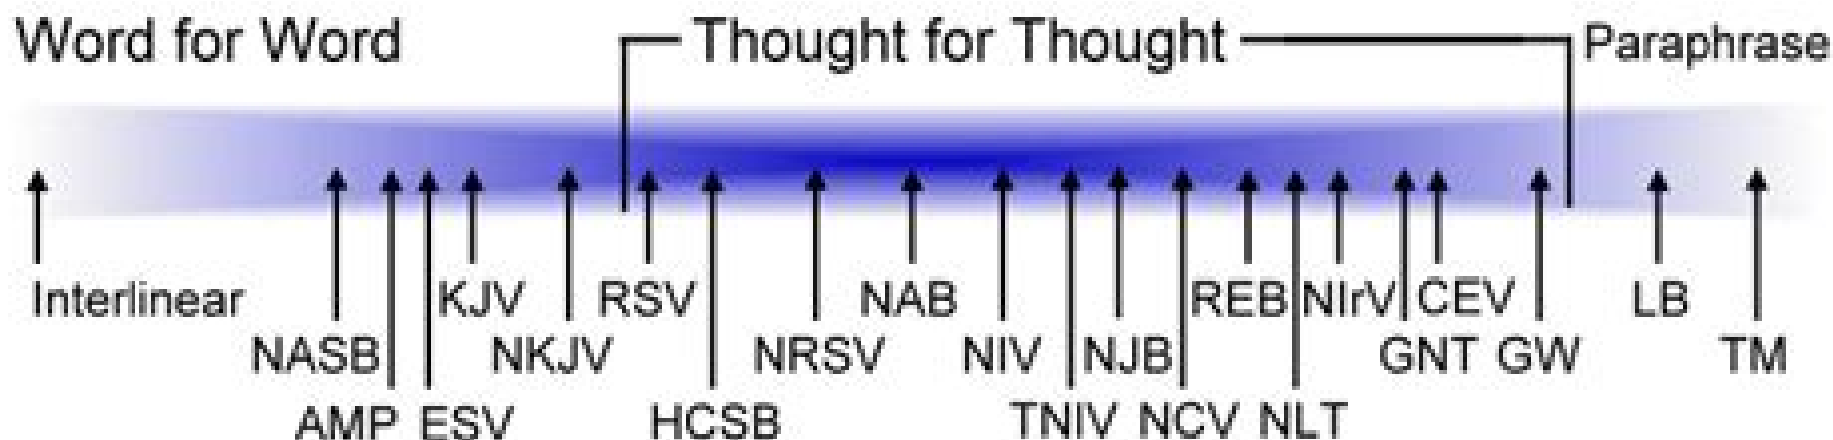 Word for Word Thought for Thought Paraphrase
Interlinear KJV RSV NAB REB NIrV CEV LB
NASB NKJV NRSV NIV NJB GNT GW TM
AMP ESV HCSB TNIV NCV NLT